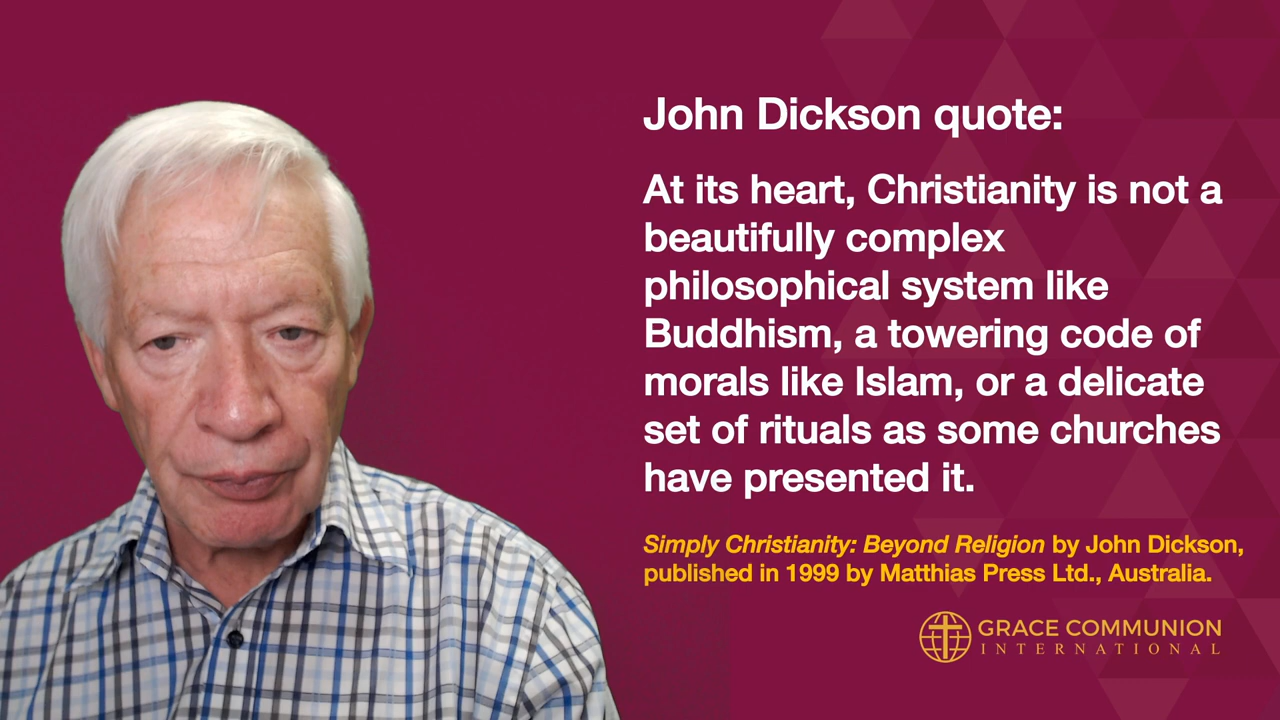 John Dickson quote:
At its heart, Christianity is not a
beautifully complex
philosophical system like
Buddhism, a towering code of
morals like Islam, or a delicate
set of rituals as some churches
have presented it.
Simply Christianity: Beyond Religion by John Dickson,
published in 1999 by Matthias Press Ltd., Australia.
GRACE COMMUNION
INTERNATIONAL